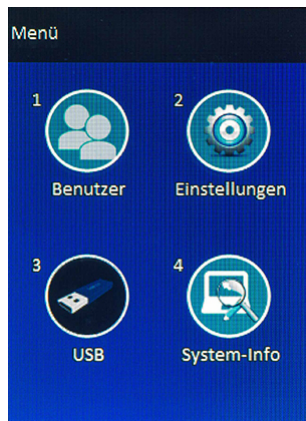 Menü
1
2
Benutzer
Einstellungen
3
4
USB
System-Info